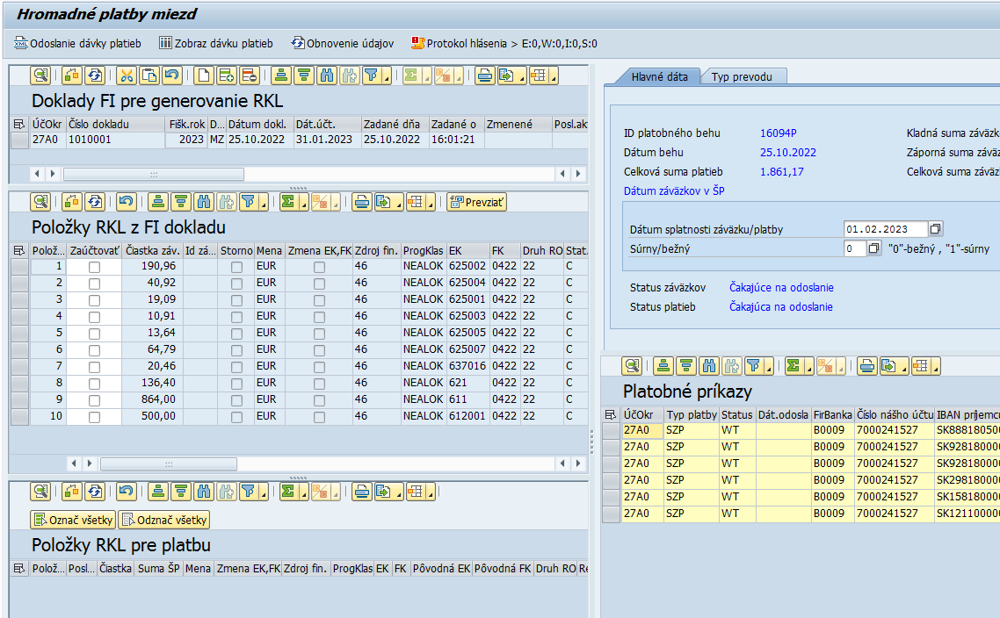 Hromadné platby miezd
Odoslanie dávky platieb Zobraz dávku platieb Obnovenie údajov Protokol hlásenia > E:0,W:0,I:0,S:0
Doklady FI pre generovanie RKL
ÚčOkr Číslo dokladu Fišk.rok D... Dátum dokl. Dát.účt. Zadané dňa Zadané o Zmenené Posl.ak
27A0 1010001 2023 MZ 25.10.2022 31.01.2023 25.10.2022 16:01:21
Prevziať
Položky RKL z FI dokladu
Polož... Zaúčtovať Čiastka záv. Id zá... Storno Mena Zmena EK,FK Zdroj fin. ProgKlas EK FK Druh RO Stat.
1 190,96 EUR 46 NEALOK 625002 0422 22 C
2 40,92 EUR 46 NEALOK 625004 0422 22 C
3 19,09 EUR 46 NEALOK 625001 0422 22 C
4 10,91 EUR 46 NEALOK 625003 0422 22 C
5 13,64 EUR 46 NEALOK 625005 0422 22 C
6 64,79 EUR 46 NEALOK 625007 0422 22 C
7 20,46 EUR 46 NEALOK 637016 0422 22 C
8 136,40 EUR 46 NEALOK 621 0422 22 C
9 864,00 EUR 46 NEALOK 611 0422 22 C
10 500,00 EUR 46 NEALOK 612001 0422 22 C
Označ všetky Odznač všetky
Položky RKL pre platbu
Polož... Posl... Čiastka Suma ŠP Mena Zmena EK,FK Zdroj fin. ProgKlas EK FK Pôvodná EK Pôvodná FK Druh RO Re
Hlavné dáta Typ prevodu
ID platobného behu 16094P Kladná suma záväzk
Dátum behu 25.10.2022 Záporná suma záväz
Celková suma platieb 1.861,17 Celková suma záväz
Dátum záväzkov v ŠP
Dátum splatnosti záväzku/platby 01.02.2023
Súrny/bežný 0 "0"-bežný , "1"-súrny
Status záväzkov Čakajúce na odoslanie
Status platieb Čakajúca na odoslanie
Platobné príkazy
ÚčOkr Typ platby Status Dát.odosla FirBanka Číslo nášho účtu IBAN príjemcu
27A0 SZP WT B0009 7000241527 SK888180500
27A0 SZP WT B0009 7000241527 SK92818000
27A0 SZP WT B0009 7000241527 SK92818000
27A0 SZP WT B0009 7000241527 SK29818000
27A0 SZP WT B0009 7000241527 SK15818000
27A0 SZP WT B0009 7000241527 SK12110000